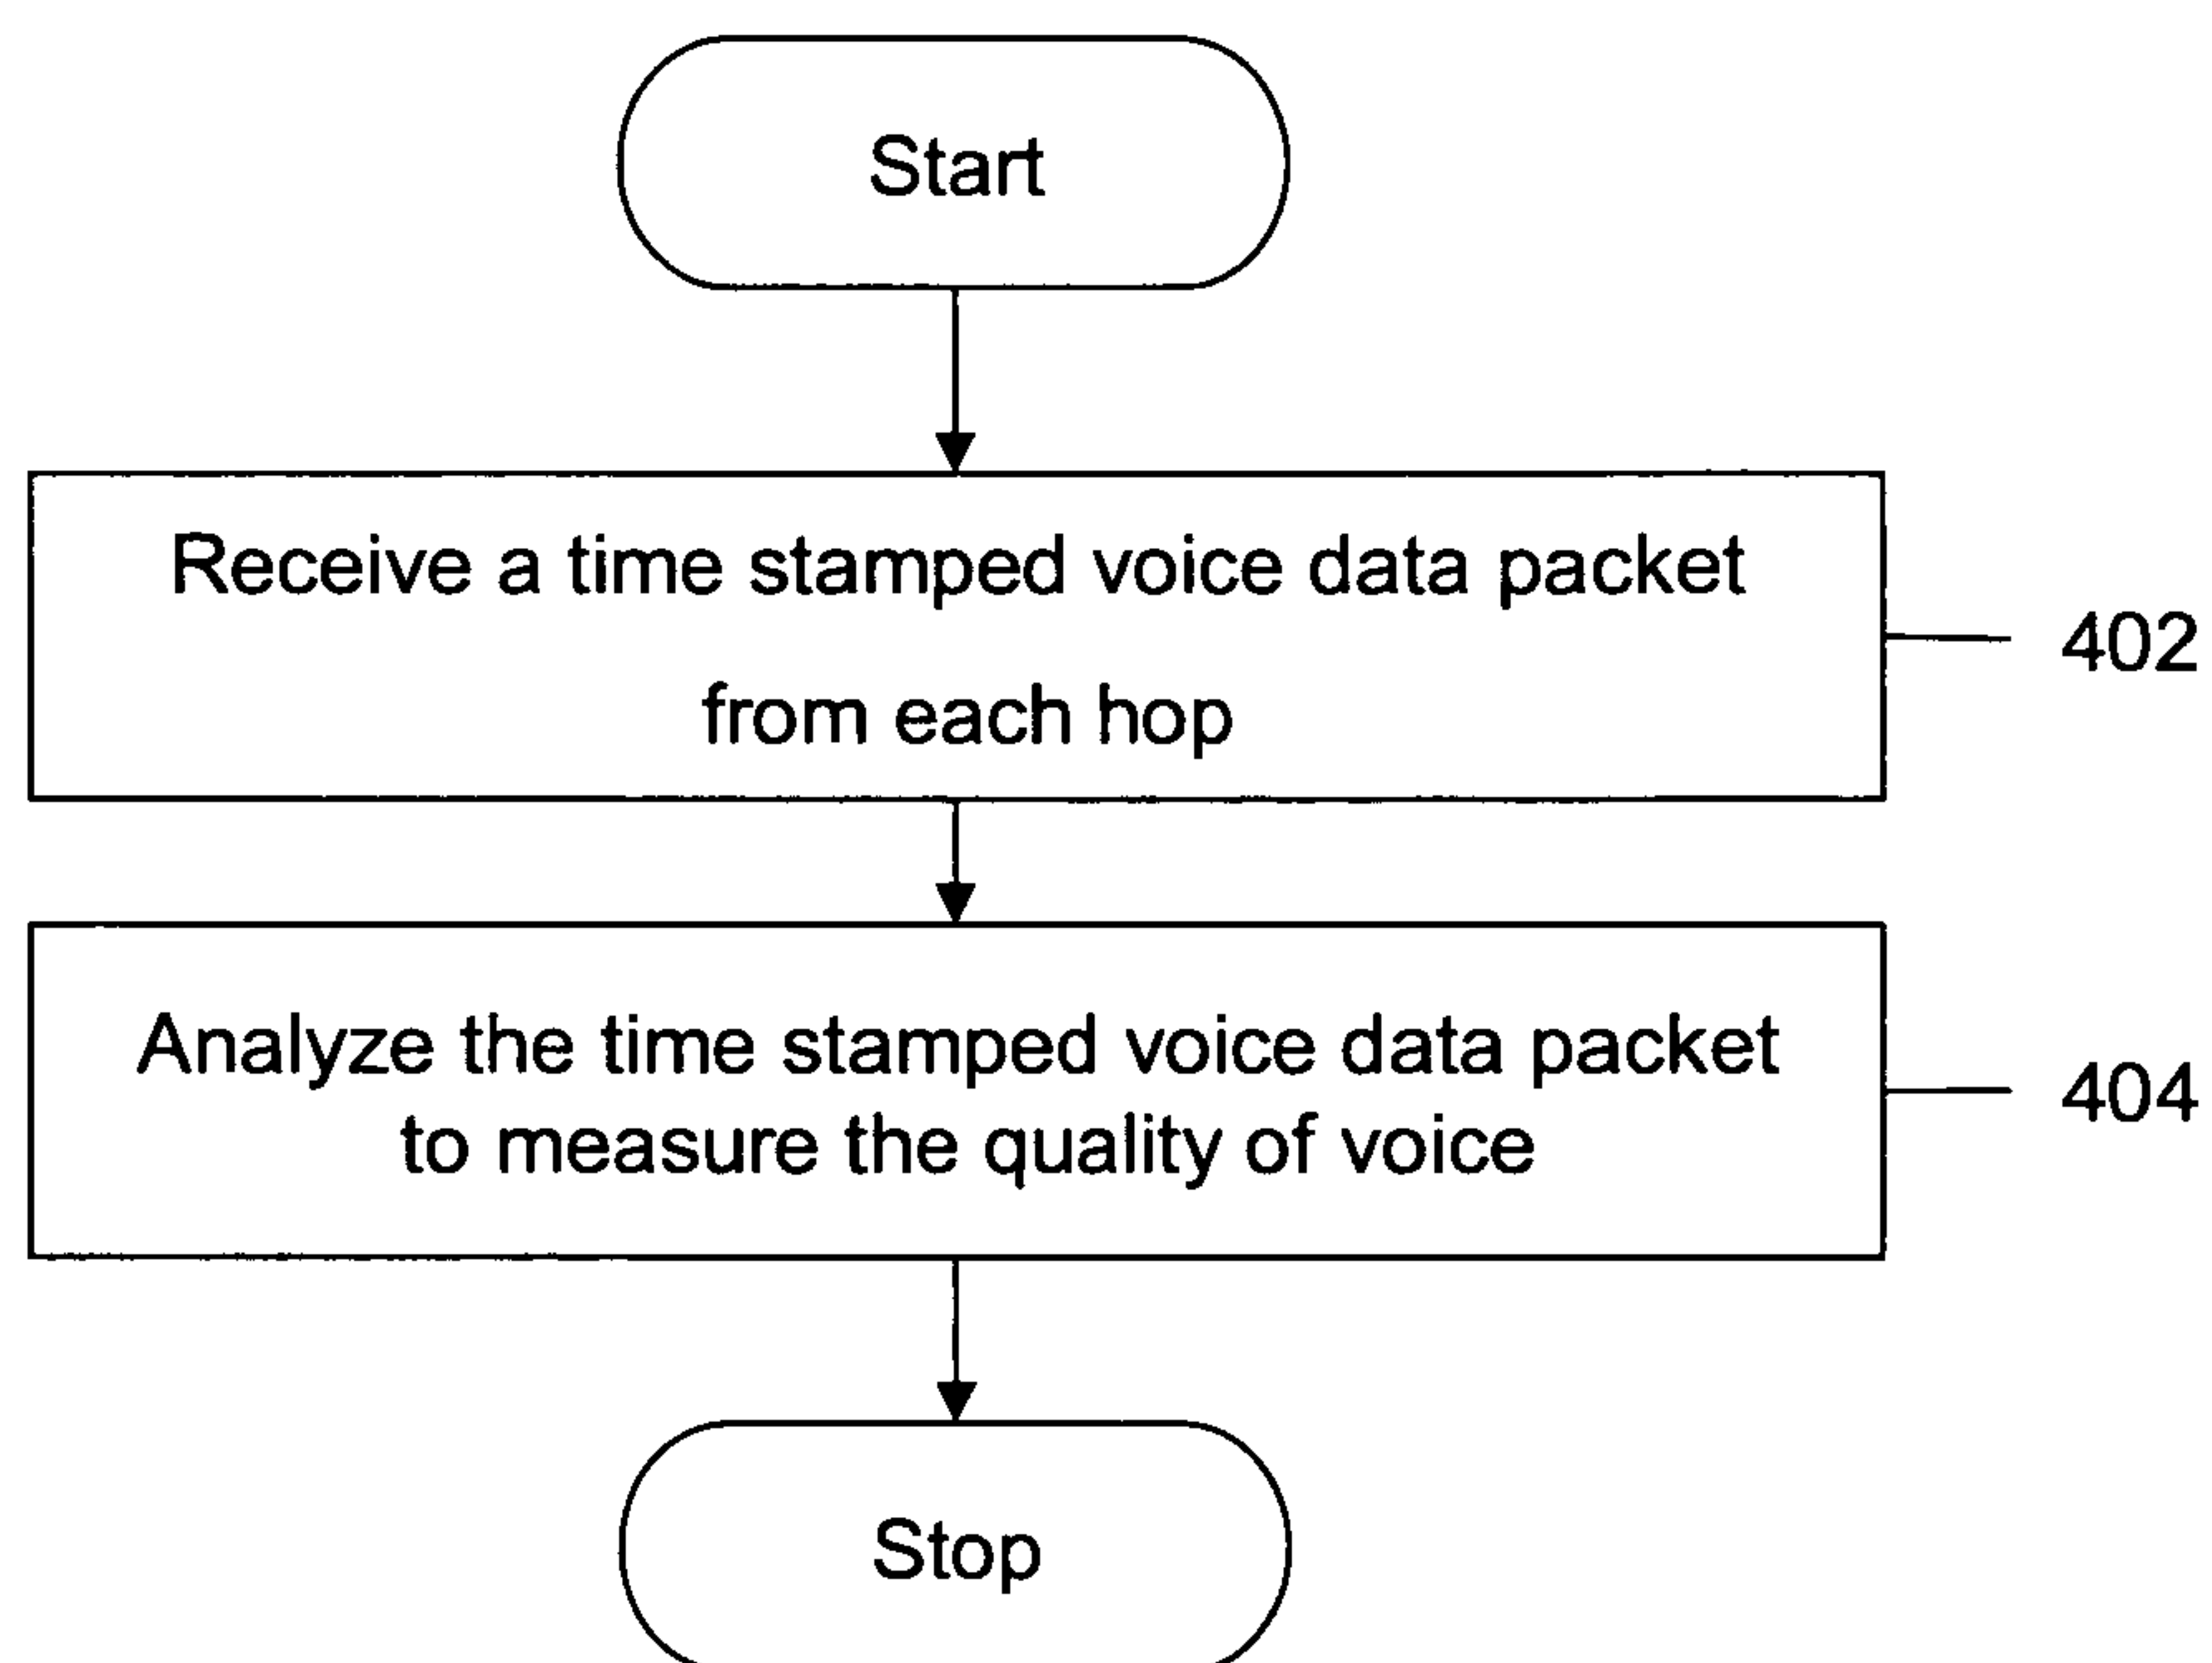 Start
Receive a time stamped voice data packet
from each hop
402
Analyze the time stamped voice data packet
to measure the quality of voice
404
Stop